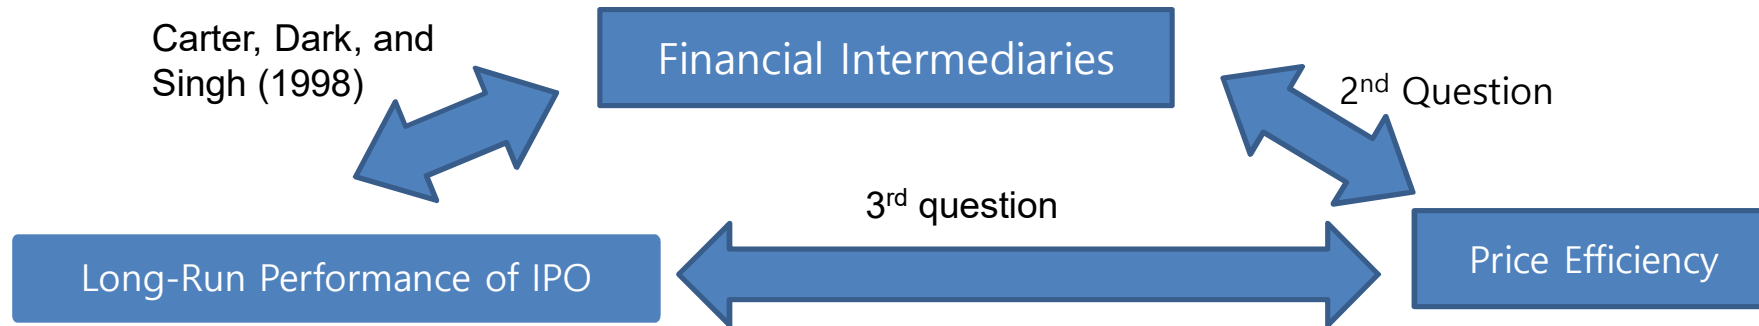 Carter, Dark, and
Singh (1998)
Financial Intermediaries
2nd Question
3rd question
Long-Run Performance of IPO
Price Efficiency